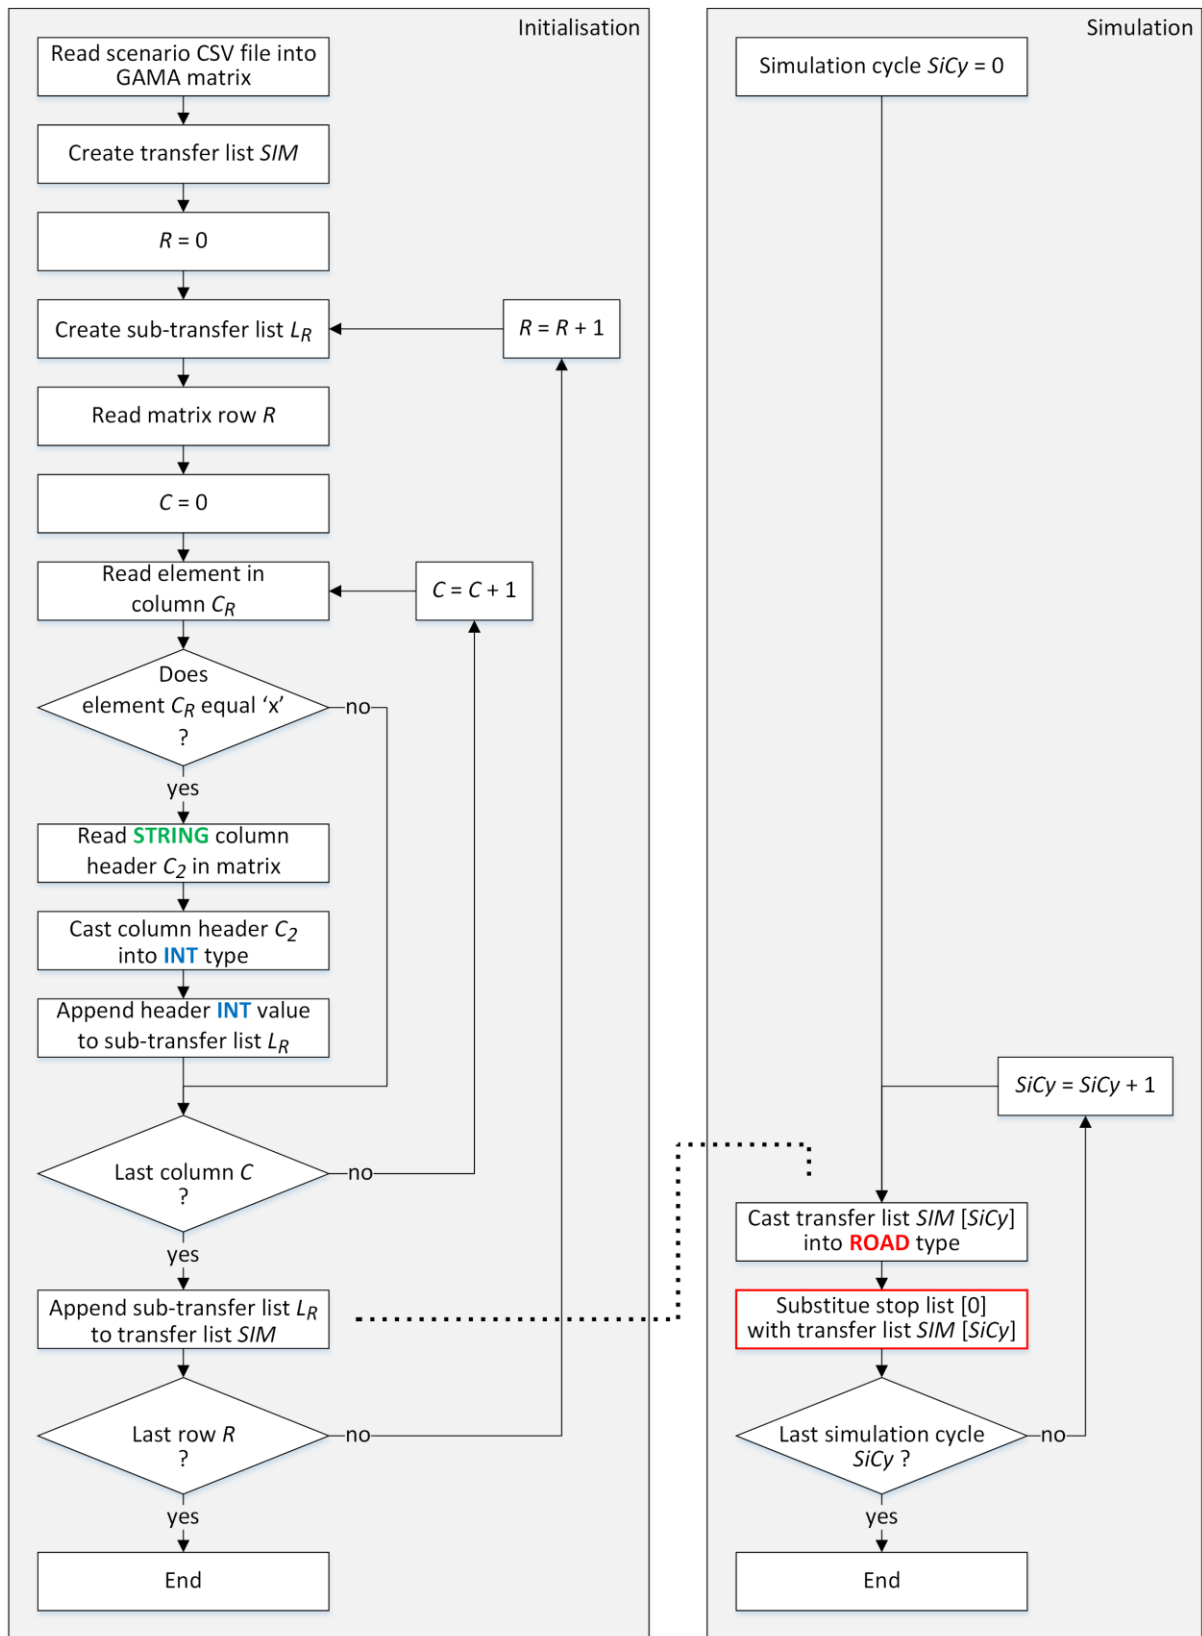 Initialisation
Read scenario CSV file into
GAMA matrix
Create transfer list SIM
R = 0
Create sub-transfer list LR
R = R + 1
Read matrix row R
C = 0
Read element in
column CR
C = C + 1
Does
element CR equal ‘x’
?
no
yes
Read STRING column
header C2 in matrix
Cast column header C2
into INT type
Append header INT value
to sub-transfer list LR
Last column C
?
no
yes
Append sub-transfer list LR
to transfer list SIM
Last row R
?
no
yes
End
Simulation
Simulation cycle SiCy = 0
SiCy = SiCy + 1
Cast transfer list SIM [SiCy]
into ROAD type
Substitue stop list [0]
with transfer list SIM [SiCy]
Last simulation cycle
SiCy ?
no
yes
End